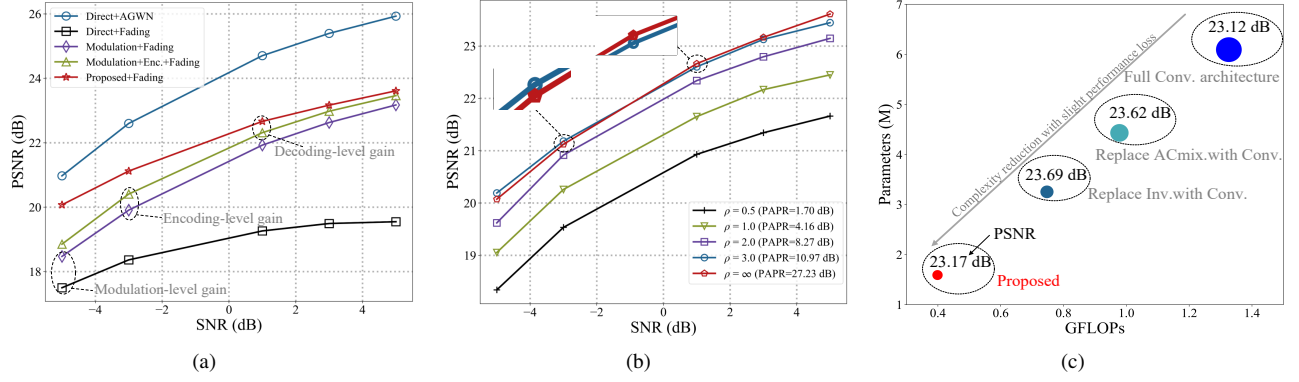 26
24
22
20
18
PSNR (dB)
Direct+AGWN
Direct+Fading
Modulation+Fading
Modulation+Enc.+Fading
Proposed+Fading
Decoding-level gain
Encoding-level gain
Modulation-level gain
−4
−2
0
2
4
SNR (dB)
(a)
23
22
21
20
19
PSNR (dB)
ρ = 0.5 (PAPR=1.70 dB)
ρ = 1.0 (PAPR=4.16 dB)
ρ = 2.0 (PAPR=8.27 dB)
ρ = 3.0 (PAPR=10.97 dB)
ρ = ∞ (PAPR=27.23 dB)
−4
−2
0
2
4
SNR (dB)
(b)
7
6
5
4
3
2
1
Parameters (M)
23.12 dB
Full Conv. architecture
23.62 dB
Replace ACmix.with Conv.
23.69 dB
Replace Inv.with Conv.
Complexity reduction with slight performance loss
PSNR
23.17 dB
Proposed
0.4
0.6
0.8
1.0
1.2
1.4
GFLOPs
(c)